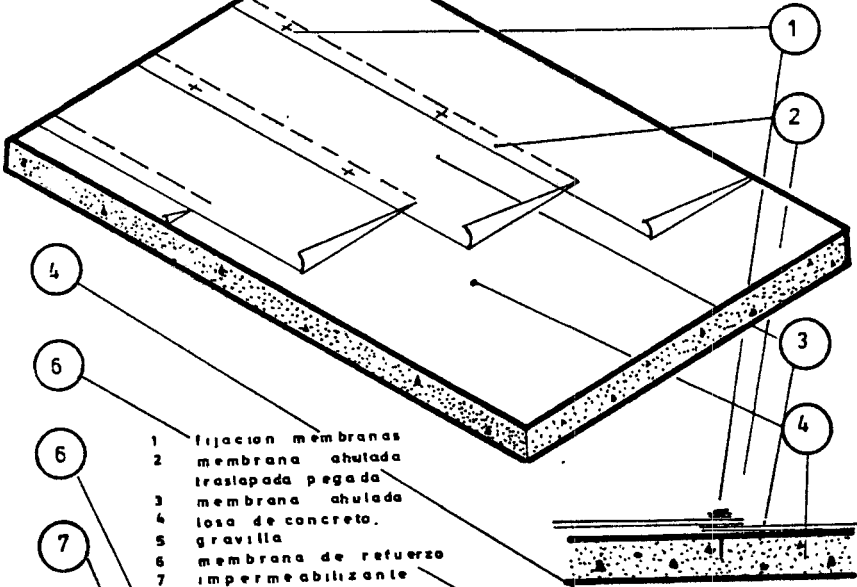 1
2
4
3
6
4
1 fijacion membranas
6
2 membrana ahulada
traslapada pegada
3 membrana ahulada
4 losa de concreto.
5 gravilla
6 membrana de refuerzo
7
7 impermeabilizante